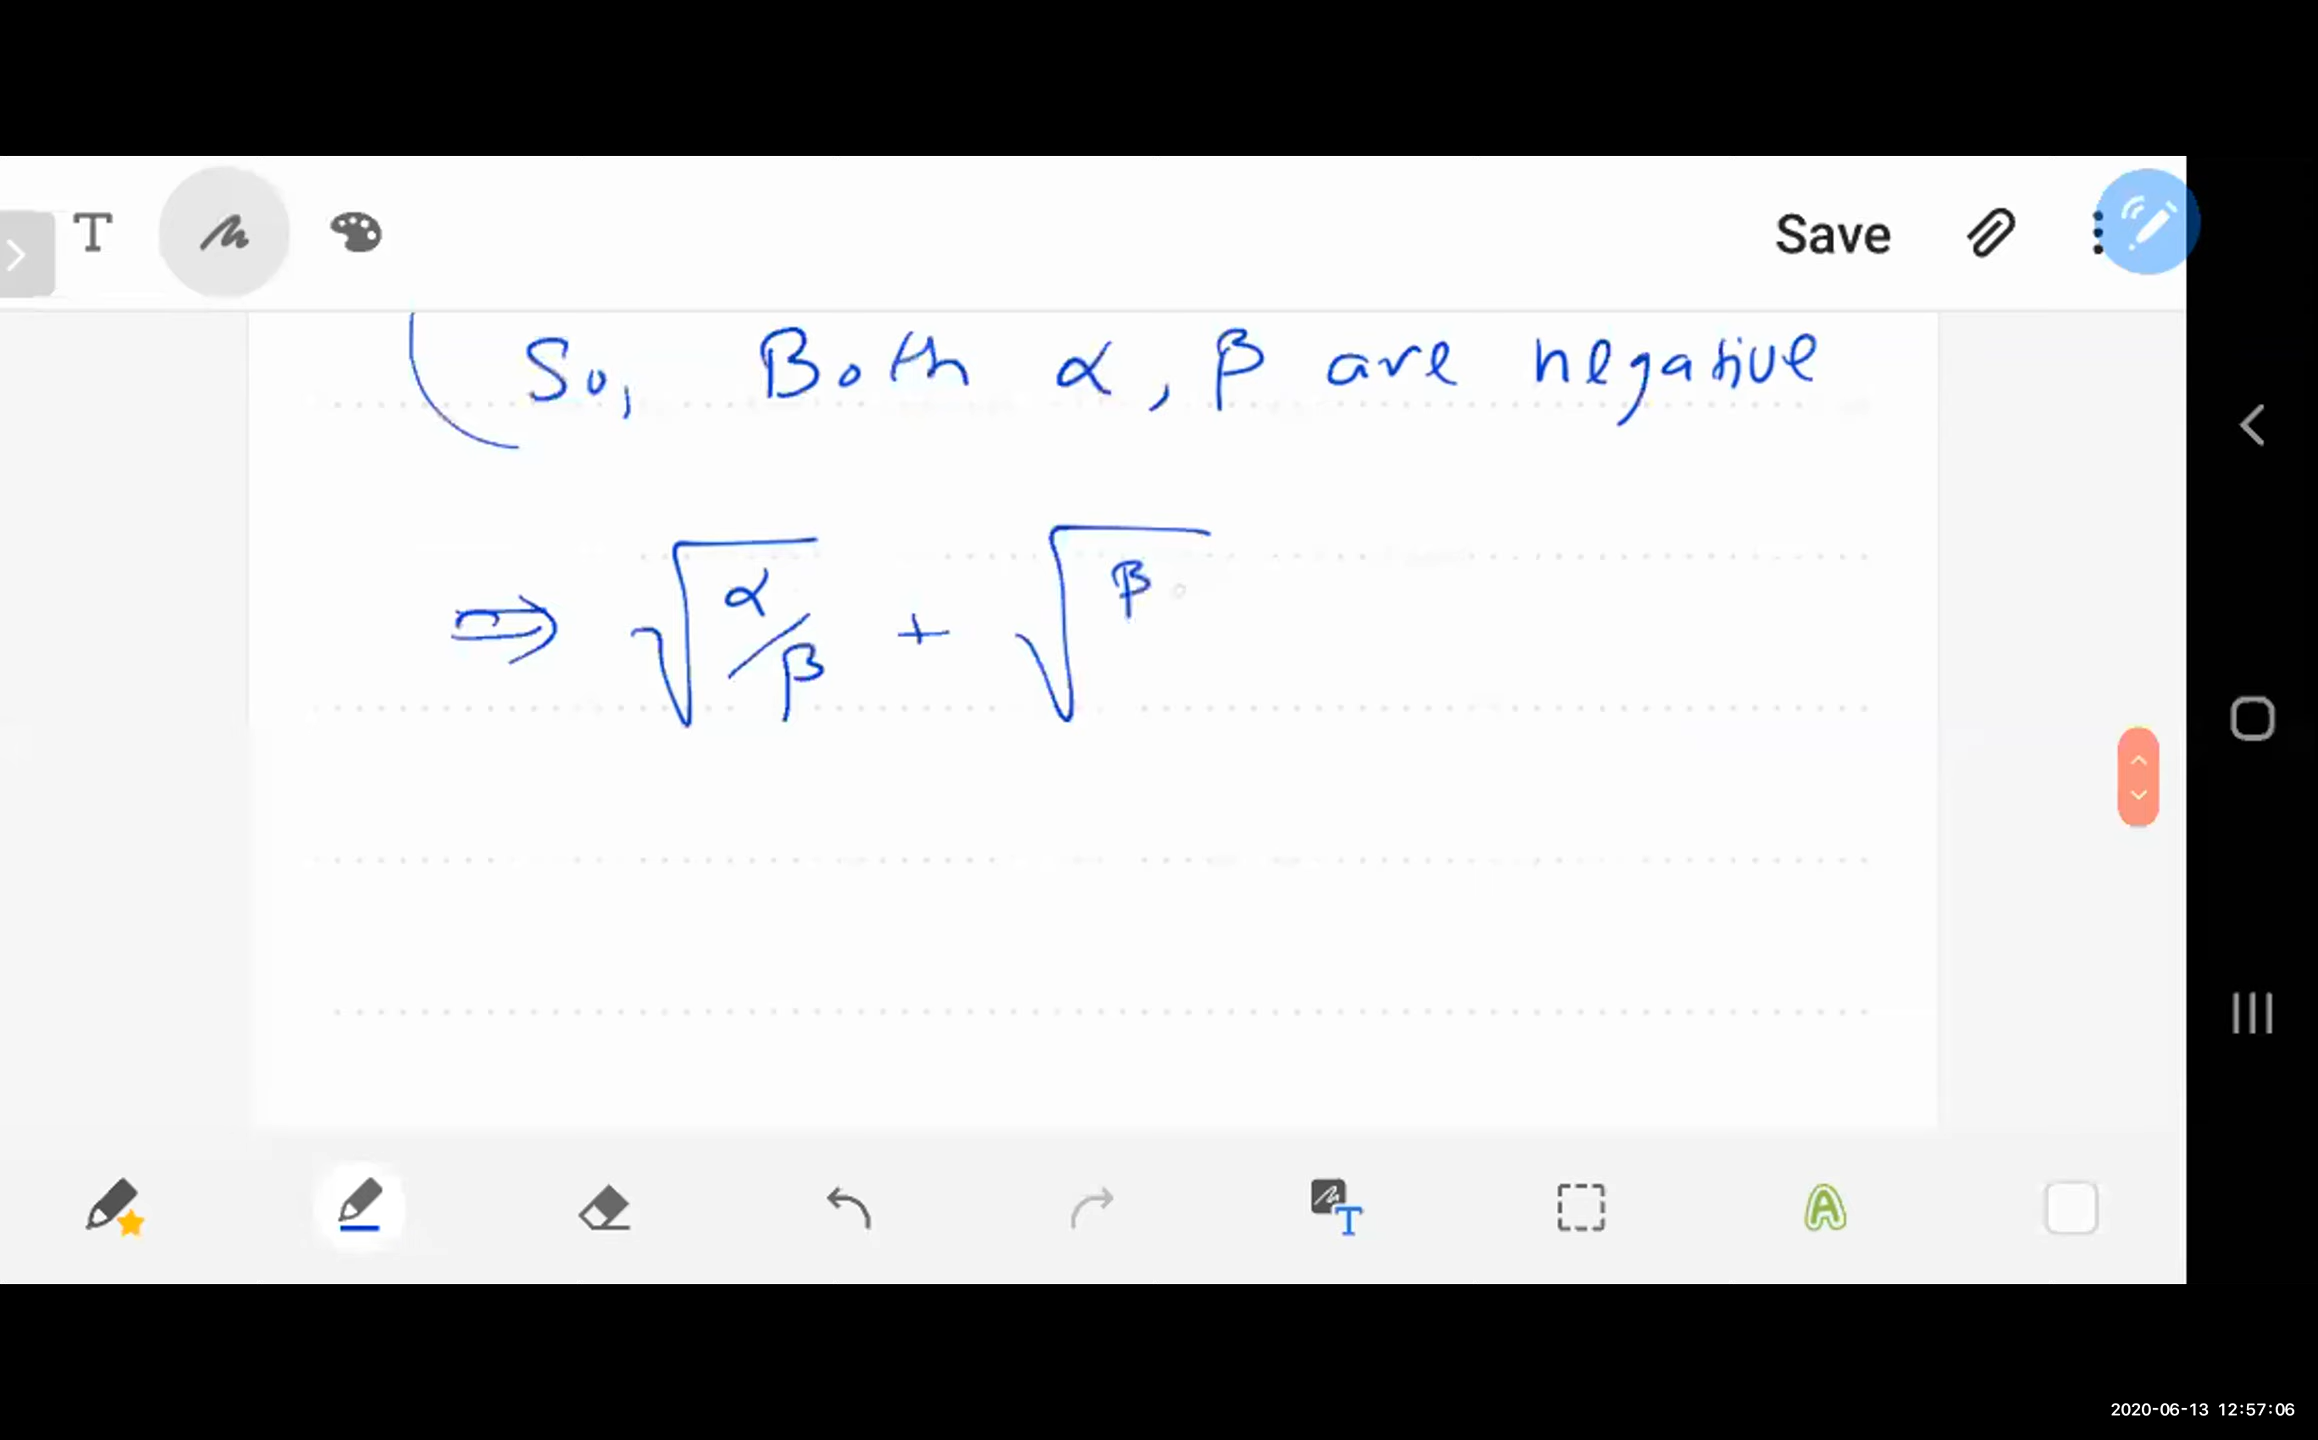 T
Save
So, Both α, β are negative
⇒ √α/β + √β
T
A
2020-06-13 12:57:06